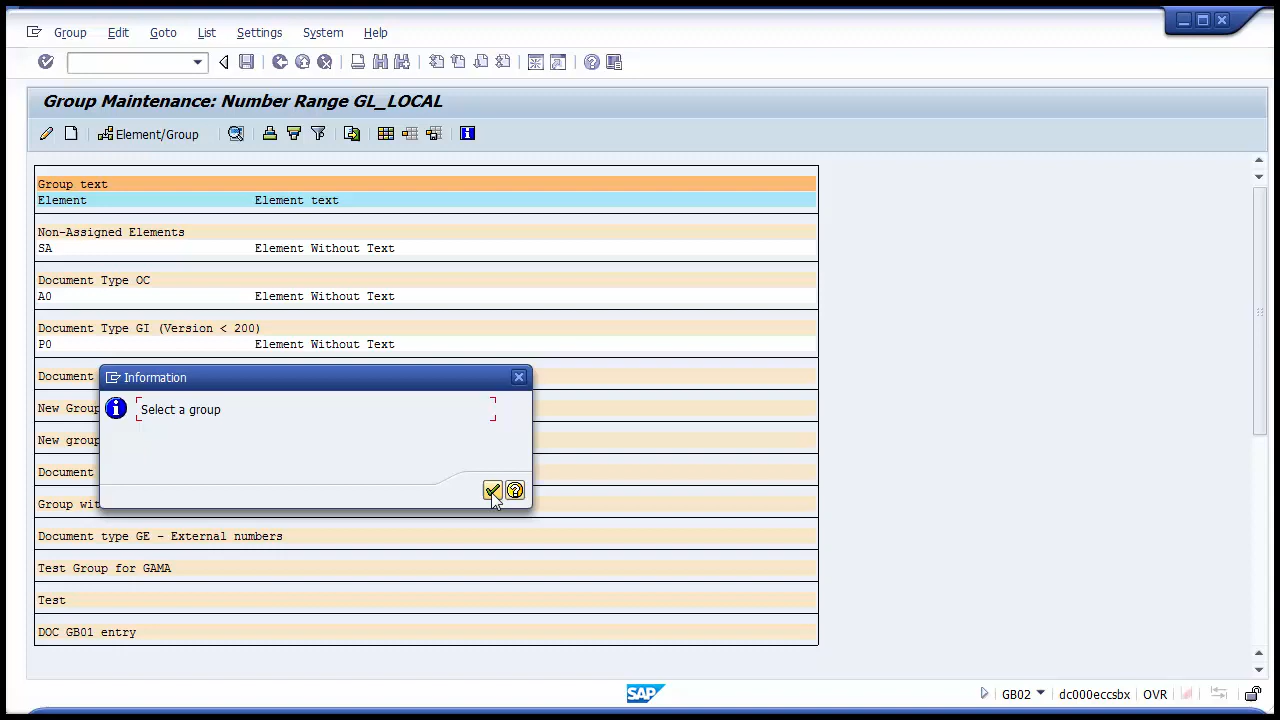 Group Edit Goto List Settings System Help
Group Maintenance: Number Range GL_LOCAL
Element/Group
Group text
Element Element text
Non-Assigned Elements
SA Element Without Text
Document Type OC
A0 Element Without Text
Document Type GI (Version < 200)
P0 Element Without Text
Document
New Group
New group
Document
Group wit
Information
Select a group
Document type GE - External numbers
Test Group for GAMA
Test
DOC GB01 entry
SAP
GB02 dc000eccsbx OVR